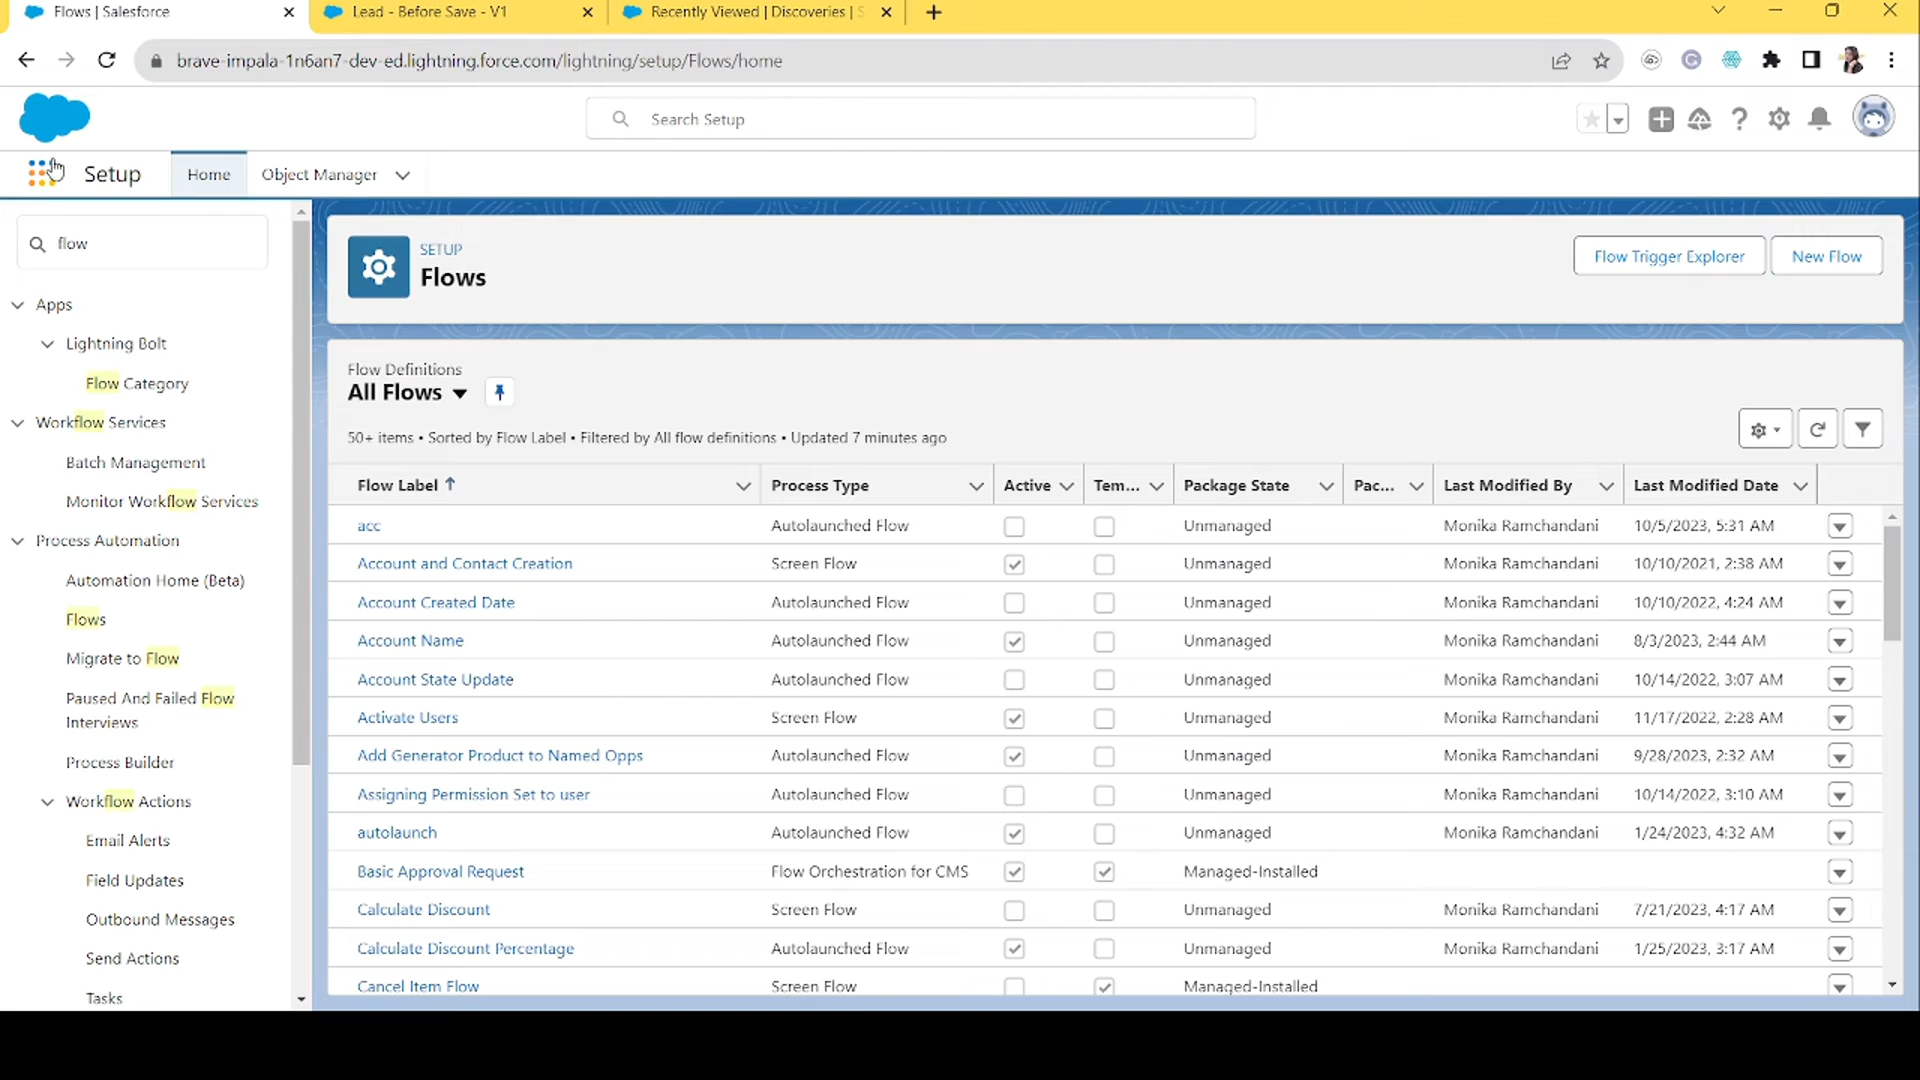 Flows | Salesforce
Lead - Before Save - V1
Recently Viewed | Discoveries |
brave-impala-1n6an7-dev-ed.lightning.force.com/lightning/setup/Flows/home
Search Setup
Setup
Home
Object Manager
flow
Apps
Lightning Bolt
Flow Category
Workflow Services
Batch Management
Monitor Workflow Services
Process Automation
Automation Home (Beta)
Flows
Migrate to Flow
Paused And Failed Flow
Interviews
Process Builder
Workflow Actions
Email Alerts
Field Updates
Outbound Messages
Send Actions
Tasks
SETUP
Flows
Flow Trigger Explorer
New Flow
Flow Definitions
All Flows
50+ items • Sorted by Flow Label • Filtered by All flow definitions • Updated 7 minutes ago
Flow Label Process Type Active Tem... Package State Pac... Last Modified By Last Modified Date
acc Autolaunched Flow Unmanaged Monika Ramchandani 10/5/2023, 5:31 AM
Account and Contact Creation Screen Flow Unmanaged Monika Ramchandani 10/10/2021, 2:38 AM
Account Created Date Autolaunched Flow Unmanaged Monika Ramchandani 10/10/2022, 4:24 AM
Account Name Autolaunched Flow Unmanaged Monika Ramchandani 8/3/2023, 2:44 AM
Account State Update Autolaunched Flow Unmanaged Monika Ramchandani 10/14/2022, 3:07 AM
Activate Users Screen Flow Unmanaged Monika Ramchandani 11/17/2022, 2:28 AM
Add Generator Product to Named Opps Autolaunched Flow Unmanaged Monika Ramchandani 9/28/2023, 2:32 AM
Assigning Permission Set to user Autolaunched Flow Unmanaged Monika Ramchandani 10/14/2022, 3:10 AM
autolaunch Autolaunched Flow Unmanaged Monika Ramchandani 1/24/2023, 4:32 AM
Basic Approval Request Flow Orchestration for CMS Managed-Installed
Calculate Discount Screen Flow Unmanaged Monika Ramchandani 7/21/2023, 4:17 AM
Calculate Discount Percentage Autolaunched Flow Unmanaged Monika Ramchandani 1/25/2023, 3:17 AM
Cancel Item Flow Screen Flow Managed-Installed